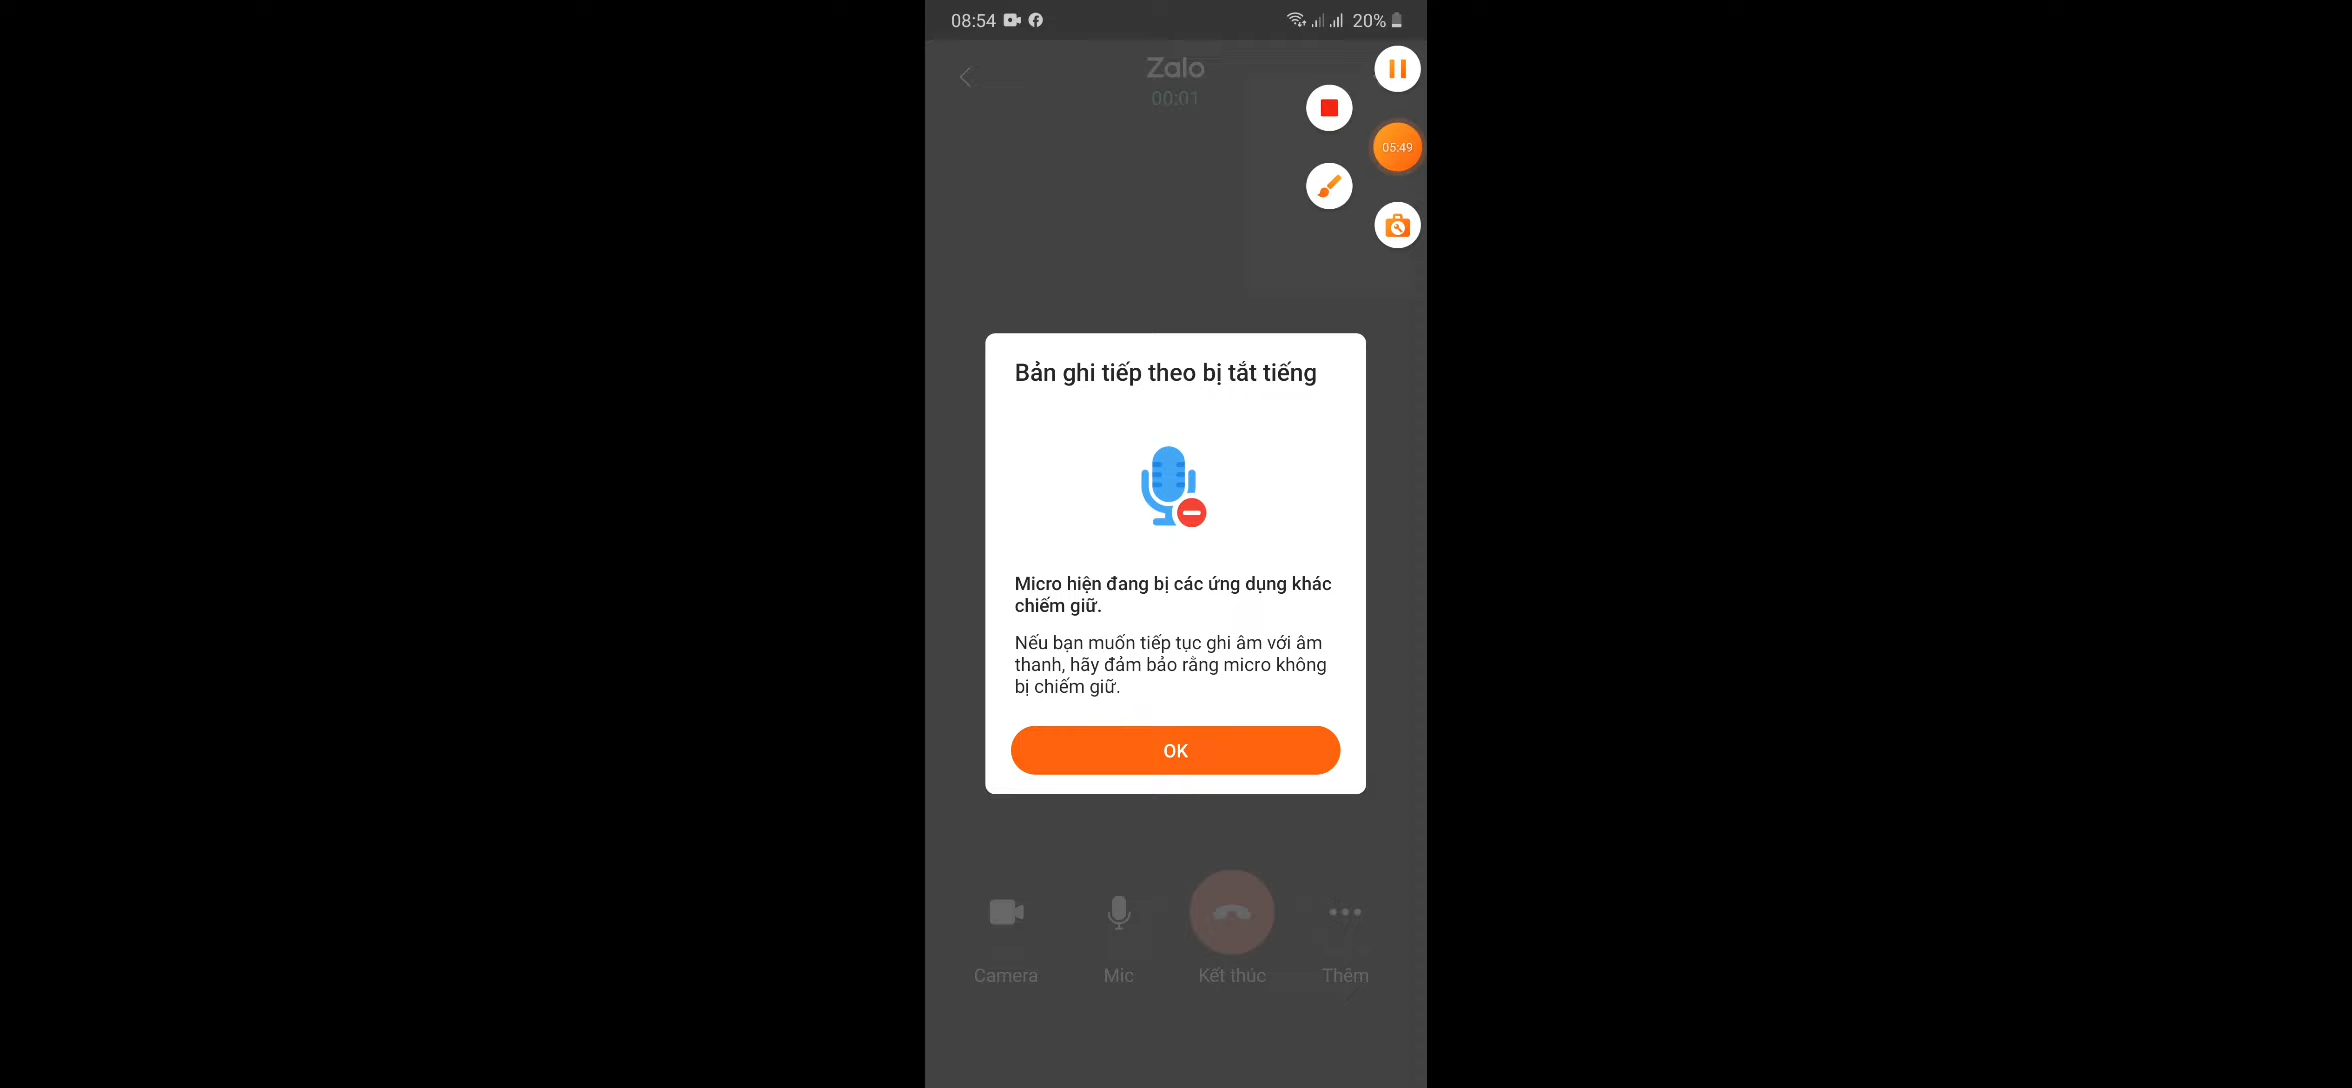 08:54
20%
Zalo
00:01
05:49
Bản ghi tiếp theo bị tắt tiếng
Micro hiện đang bị các ứng dụng khác
chiếm giữ.
Nếu bạn muốn tiếp tục ghi âm với âm
thanh, hãy đảm bảo rằng micro không
bị chiếm giữ.
OK
Camera
Mic
Kết thúc
Thêm